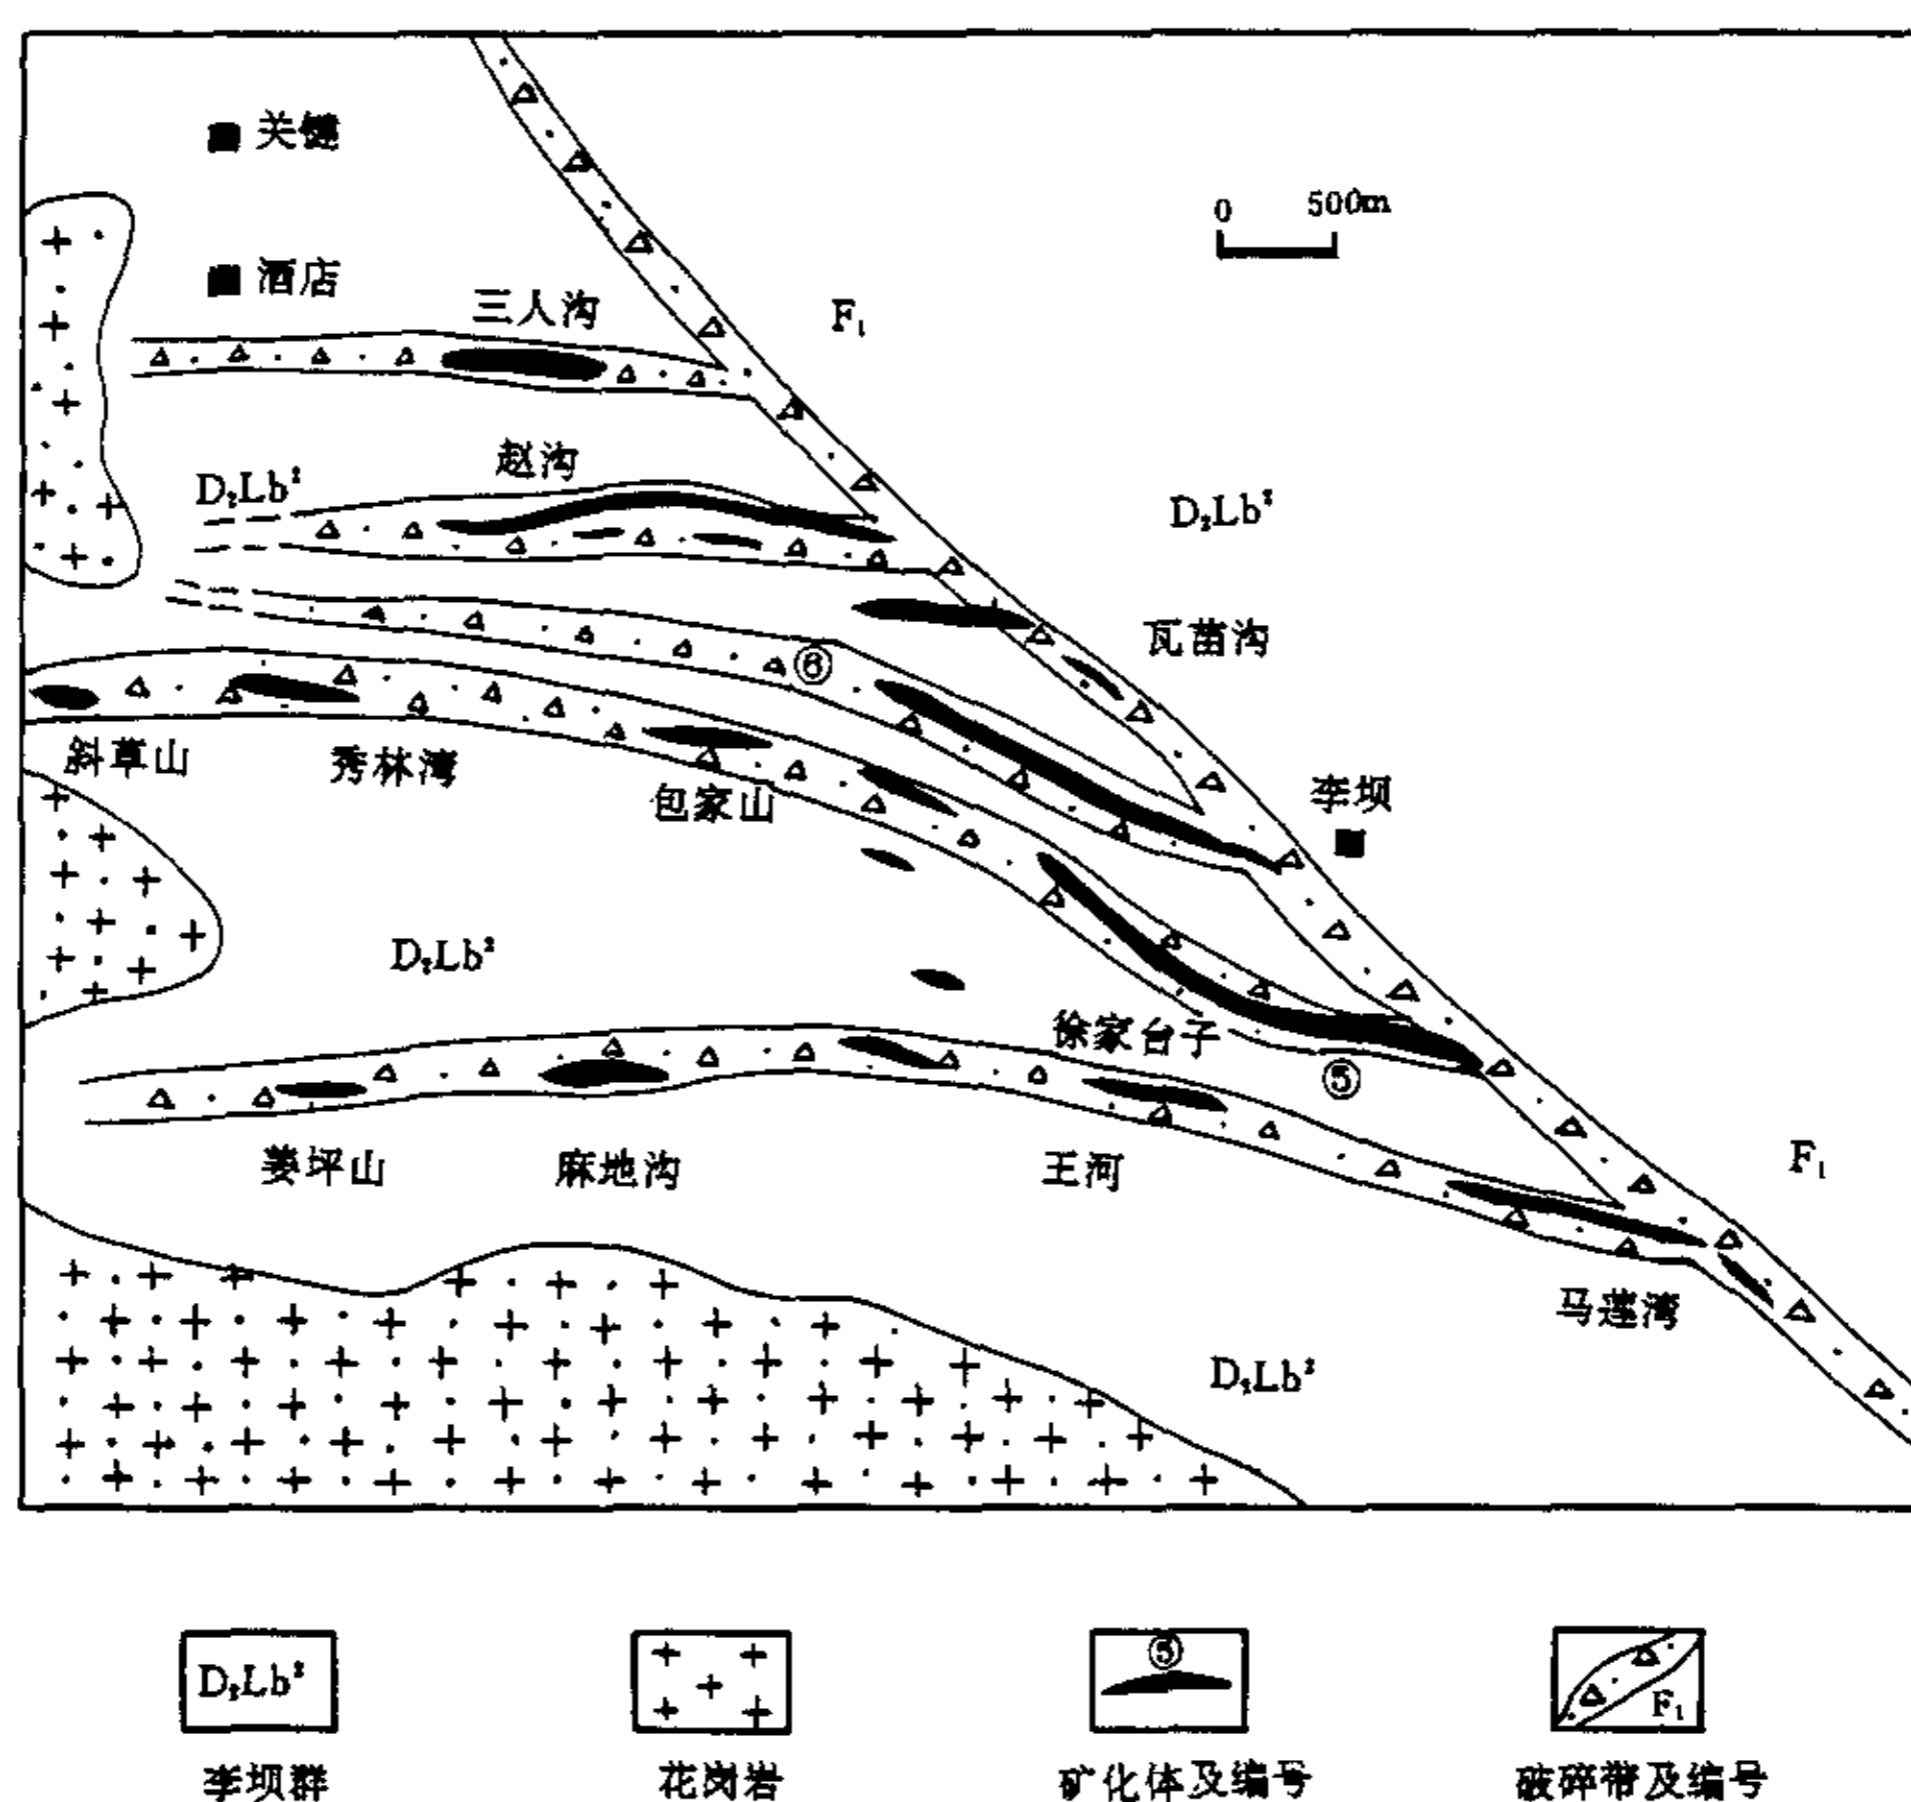 关键
0 500m
酒店
三人沟
F₁
赵沟
D₂Lb²
D₂Lb²
瓦苗沟
⑥
斜草山
秀林湾
包家山
李坝
D₂Lb²
徐家台子
⑤
姜坪山
麻地沟
王河
F₁
马莲湾
D₂Lb²
D₂Lb²
⑤
F₁
李坝群
花岗岩
矿化体及编号
破碎带及编号